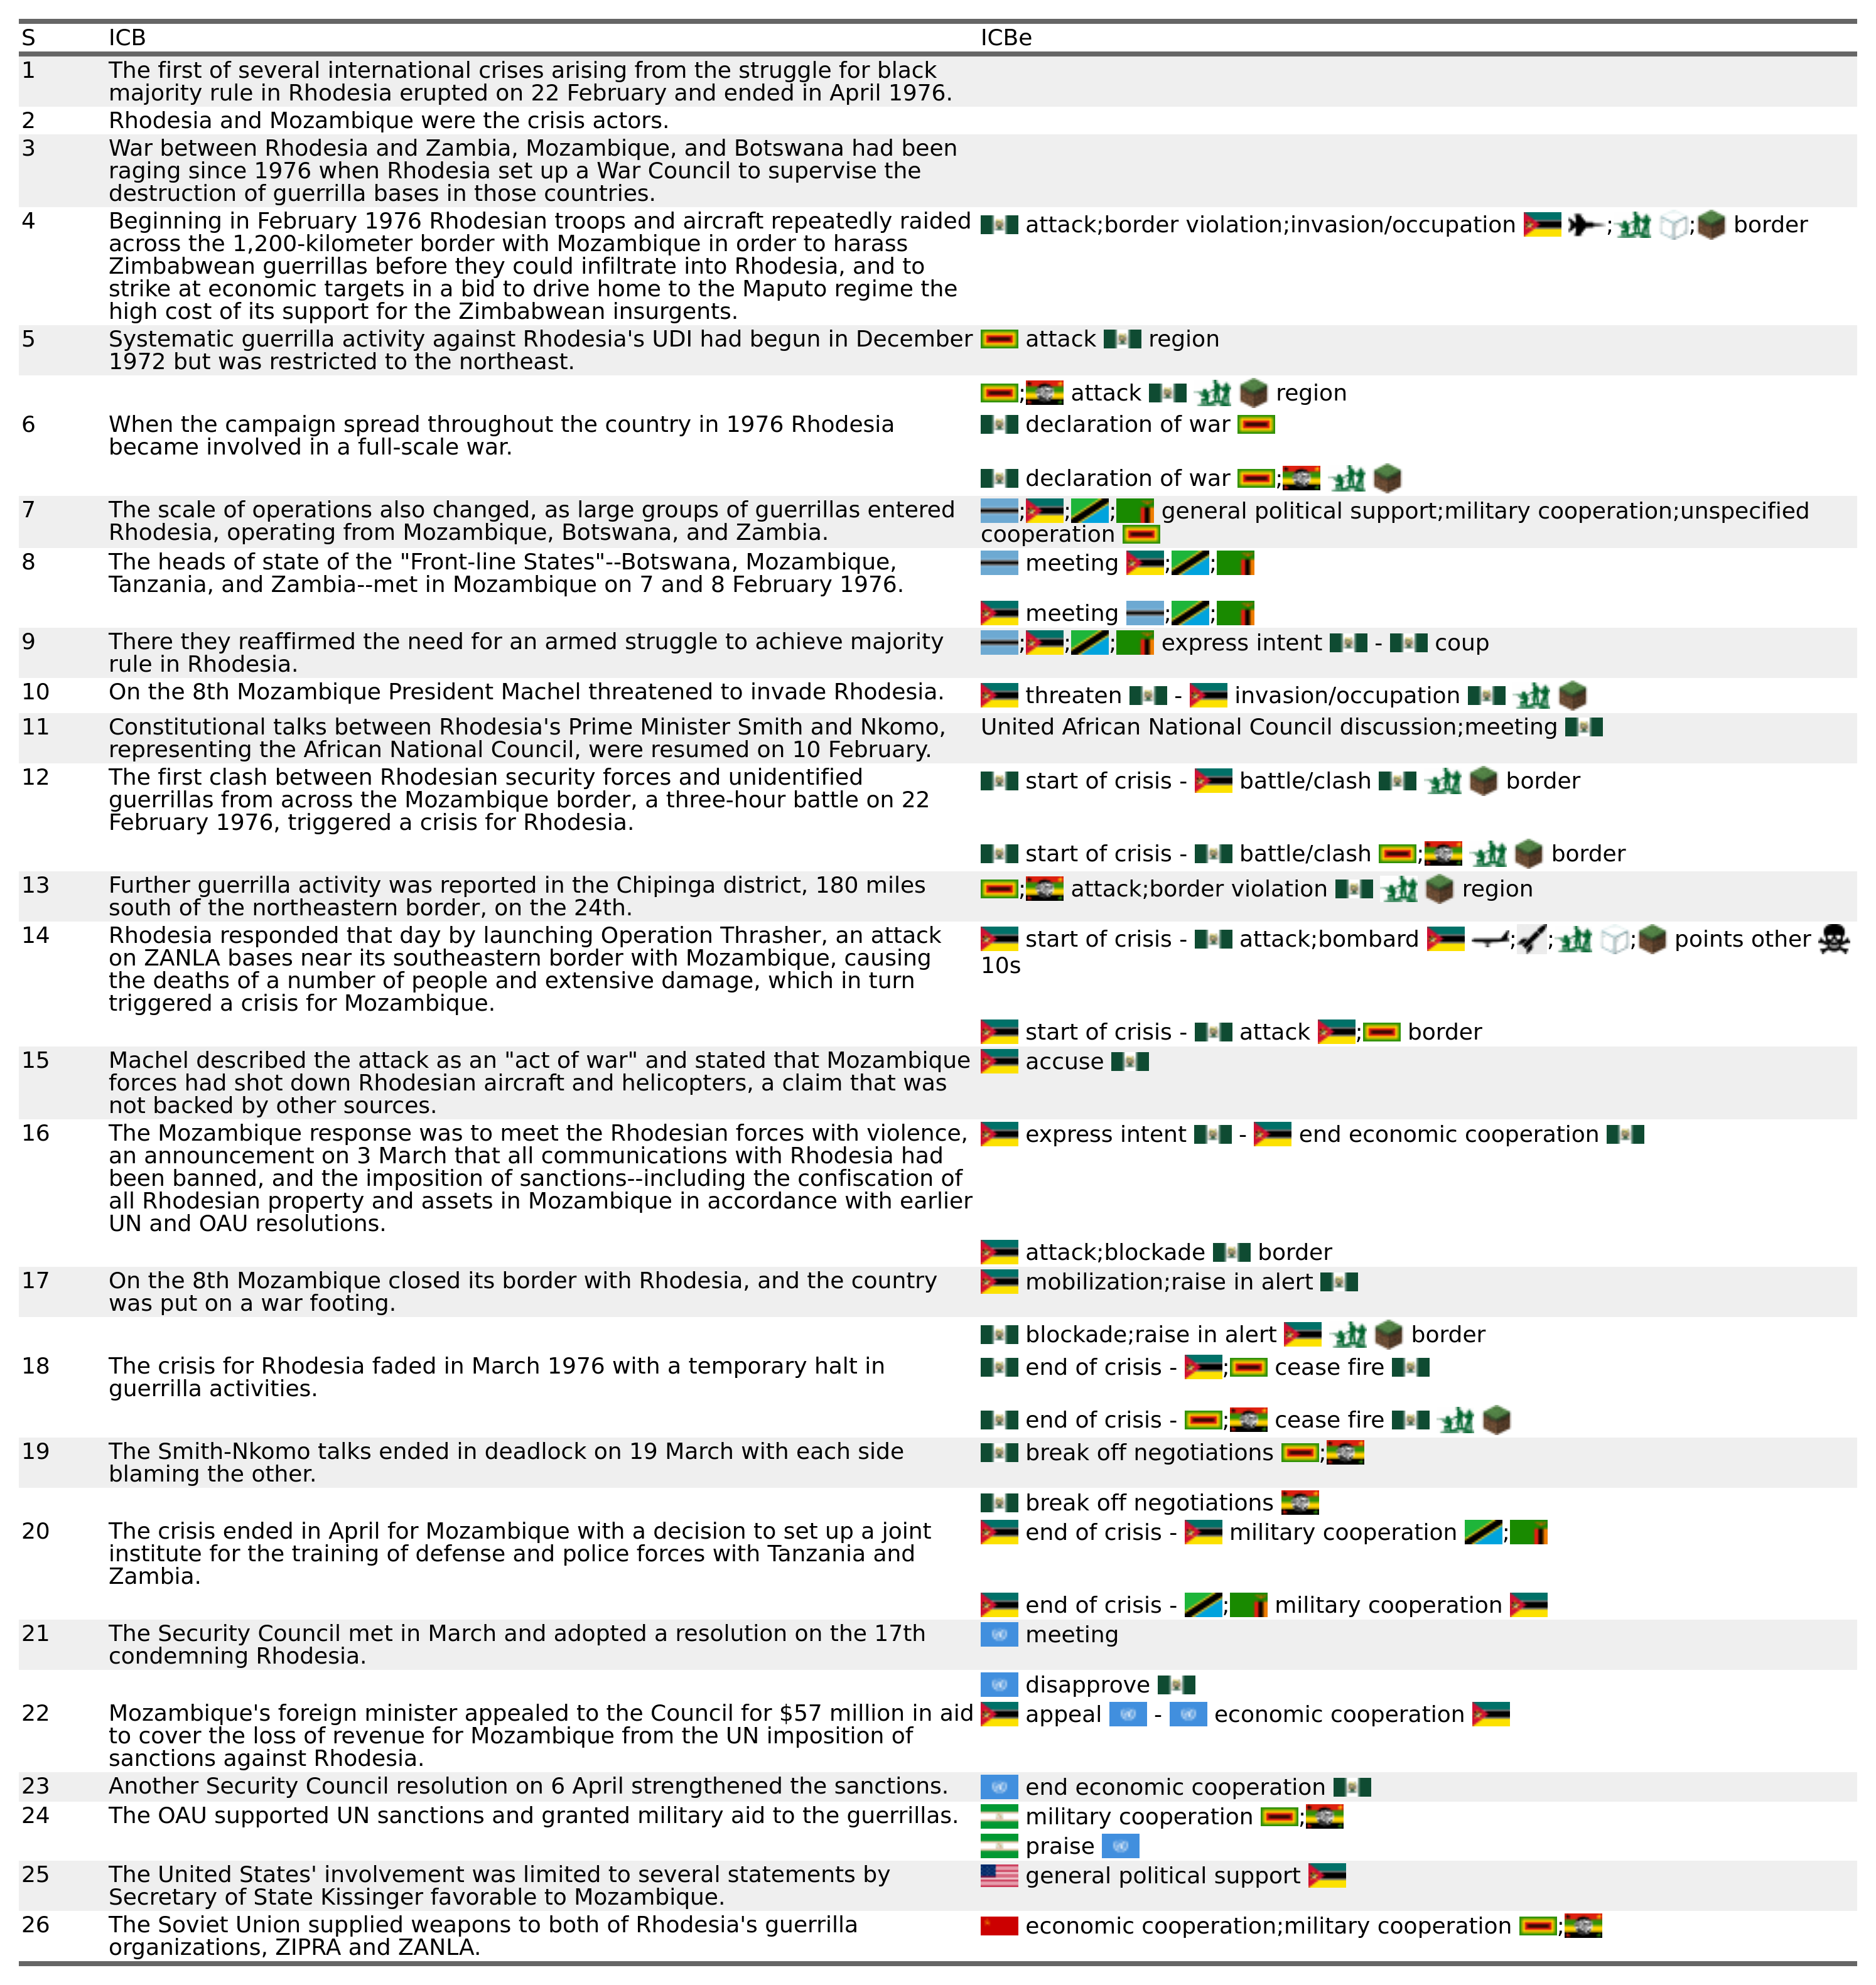 S ICB ICBe
1 The first of several international crises arising from the struggle for black
majority rule in Rhodesia erupted on 22 February and ended in April 1976.
2 Rhodesia and Mozambique were the crisis actors.
3 War between Rhodesia and Zambia, Mozambique, and Botswana had been
raging since 1976 when Rhodesia set up a War Council to supervise the
destruction of guerrilla bases in those countries.
4 Beginning in February 1976 Rhodesian troops and aircraft repeatedly raided attack;border violation;invasion/occupation ; ; border
across the 1,200-kilometer border with Mozambique in order to harass
Zimbabwean guerrillas before they could infiltrate into Rhodesia, and to
strike at economic targets in a bid to drive home to the Maputo regime the
high cost of its support for the Zimbabwean insurgents.
5 Systematic guerrilla activity against Rhodesia's UDI had begun in December attack region
1972 but was restricted to the northeast.
; attack region
6 When the campaign spread throughout the country in 1976 Rhodesia declaration of war
became involved in a full-scale war.
declaration of war ;
7 The scale of operations also changed, as large groups of guerrillas entered ; ; ; general political support;military cooperation;unspecified
Rhodesia, operating from Mozambique, Botswana, and Zambia. cooperation
8 The heads of state of the "Front-line States"--Botswana, Mozambique, meeting ; ;
Tanzania, and Zambia--met in Mozambique on 7 and 8 February 1976.
meeting ; ;
9 There they reaffirmed the need for an armed struggle to achieve majority ; ; ; express intent - coup
rule in Rhodesia.
10 On the 8th Mozambique President Machel threatened to invade Rhodesia. threaten - invasion/occupation
11 Constitutional talks between Rhodesia's Prime Minister Smith and Nkomo, United African National Council discussion;meeting
representing the African National Council, were resumed on 10 February.
12 The first clash between Rhodesian security forces and unidentified start of crisis - battle/clash border
guerrillas from across the Mozambique border, a three-hour battle on 22
February 1976, triggered a crisis for Rhodesia.
start of crisis - battle/clash ; border
13 Further guerrilla activity was reported in the Chipinga district, 180 miles ; attack;border violation region
south of the northeastern border, on the 24th.
14 Rhodesia responded that day by launching Operation Thrasher, an attack start of crisis - attack;bombard ; ; ; points other
on ZANLA bases near its southeastern border with Mozambique, causing 10s
the deaths of a number of people and extensive damage, which in turn
triggered a crisis for Mozambique.
start of crisis - attack ; border
15 Machel described the attack as an "act of war" and stated that Mozambique accuse
forces had shot down Rhodesian aircraft and helicopters, a claim that was
not backed by other sources.
16 The Mozambique response was to meet the Rhodesian forces with violence, express intent - end economic cooperation
an announcement on 3 March that all communications with Rhodesia had
been banned, and the imposition of sanctions--including the confiscation of
all Rhodesian property and assets in Mozambique in accordance with earlier
UN and OAU resolutions.
attack;blockade border
17 On the 8th Mozambique closed its border with Rhodesia, and the country mobilization;raise in alert
was put on a war footing.
blockade;raise in alert border
18 The crisis for Rhodesia faded in March 1976 with a temporary halt in end of crisis - ; cease fire
guerrilla activities.
end of crisis - ; cease fire
19 The Smith-Nkomo talks ended in deadlock on 19 March with each side break off negotiations ;
blaming the other.
break off negotiations
20 The crisis ended in April for Mozambique with a decision to set up a joint end of crisis - military cooperation ;
institute for the training of defense and police forces with Tanzania and
Zambia.
end of crisis - ; military cooperation
21 The Security Council met in March and adopted a resolution on the 17th meeting
condemning Rhodesia.
disapprove
22 Mozambique's foreign minister appealed to the Council for $57 million in aid appeal - economic cooperation
to cover the loss of revenue for Mozambique from the UN imposition of
sanctions against Rhodesia.
23 Another Security Council resolution on 6 April strengthened the sanctions. end economic cooperation
24 The OAU supported UN sanctions and granted military aid to the guerrillas. military cooperation ;
praise
25 The United States' involvement was limited to several statements by general political support
Secretary of State Kissinger favorable to Mozambique.
26 The Soviet Union supplied weapons to both of Rhodesia's guerrilla economic cooperation;military cooperation ;
organizations, ZIPRA and ZANLA.